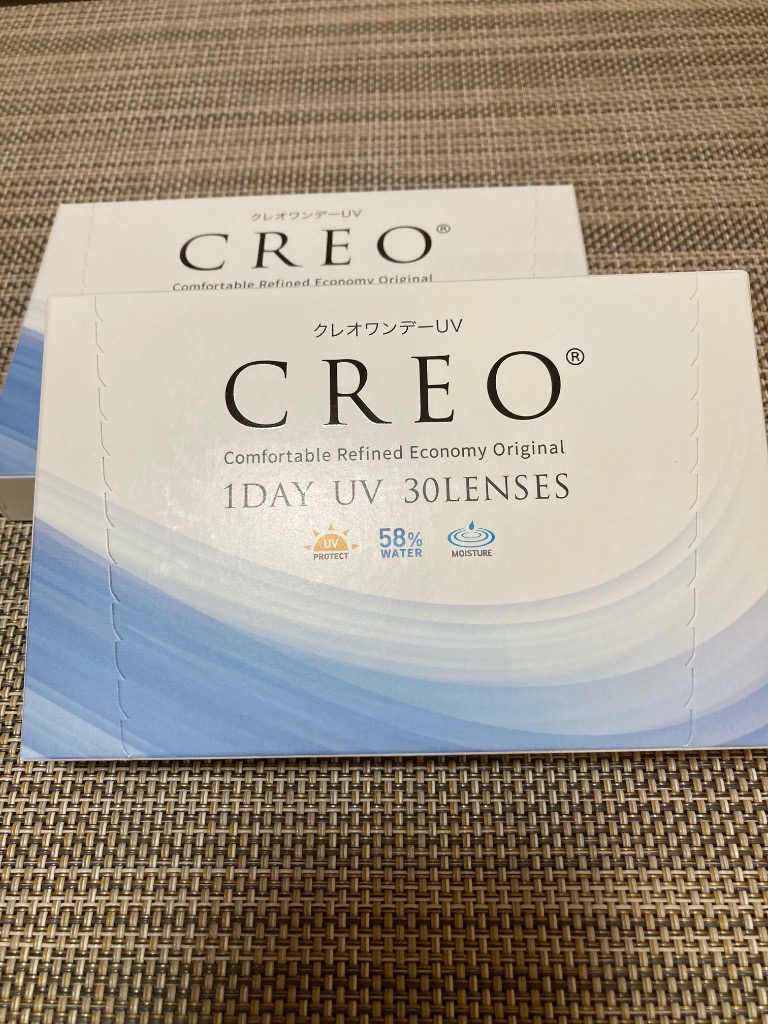 クレオワンデーUV
CREO®
Comfortable Refined Economy Original
クレオワンデーUV
CREO®
Comfortable Refined Economy Original
1DAY UV 30LENSES
UV
PROTECT
58%
WATER
MOISTURE